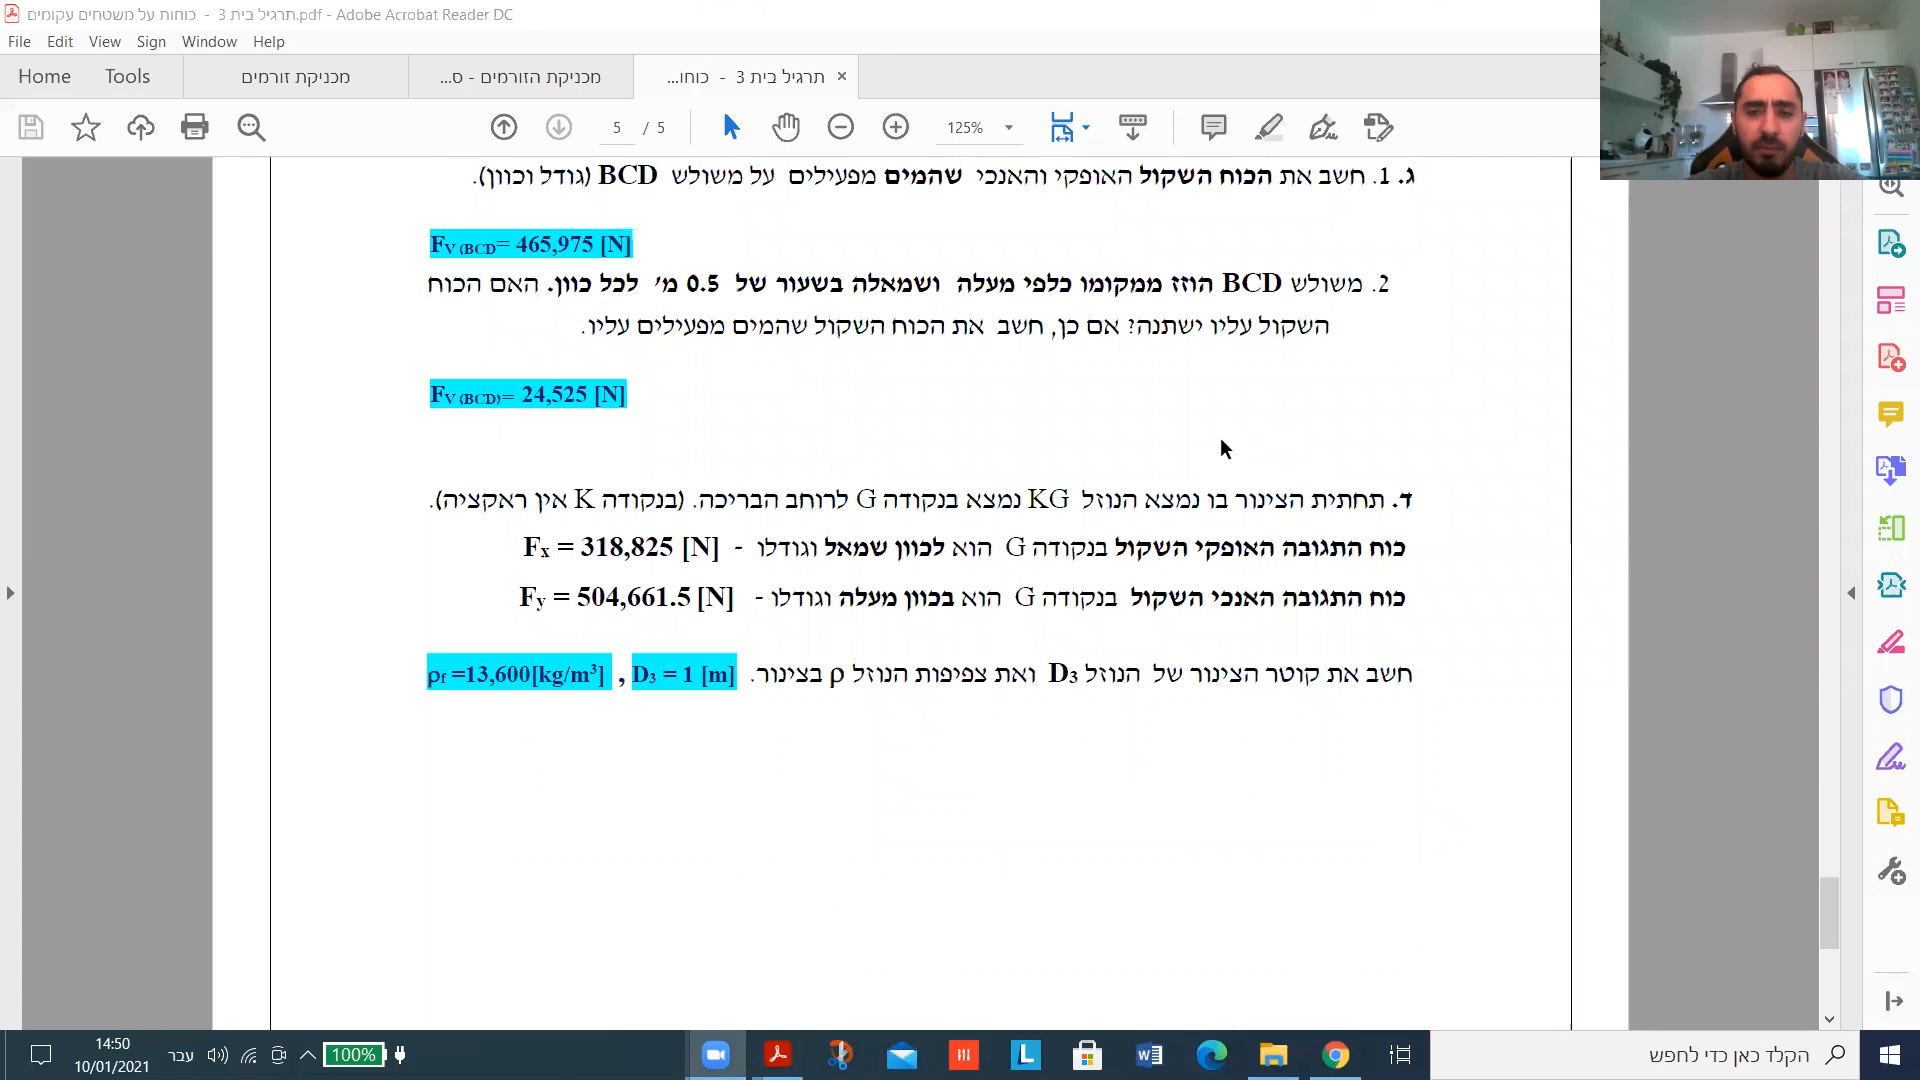 תרגיל בית 3 - כוחות על משטחים עקומים.pdf - Adobe Acrobat Reader DC
File Edit View Sign Window Help
Home Tools מכניקת זורמים מכניקת הזורמים - ס... תרגיל בית 3 - כוחו... ×
5 / 5 125%
ג. 1. חשב את הכוח השקול האופקי והאנכי שהמים מפעילים על משולש BCD (גודל וכוון).
FV (BCD= 465,975 [N]
2. משולש BCD הוזז ממקומו כלפי מעלה ושמאלה בשעור של 0.5 מ' לכל כוון. האם הכוח
השקול עליו ישתנה? אם כן, חשב את הכוח השקול שהמים מפעילים עליו.
FV (BCD)= 24,525 [N]
ד. תחתית הצינור בו נמצא הנוזל KG נמצא בנקודה G לרוחב הבריכה. (בנקודה K אין ראקציה).
כוח התגובה האופקי השקול בנקודה G הוא לכוון שמאל וגודלו - Fx = 318,825 [N]
כוח התגובה האנכי השקול בנקודה G הוא בכוון מעלה וגודלו - Fy = 504,661.5 [N]
חשב את קוטר הצינור של הנוזל D3 ואת צפיפות הנוזל ρ בצינור. D3 = 1 [m] , ρf =13,600[kg/m³]
14:50
10/01/2021
עבר
100%
הקלד כאן כדי לחפש